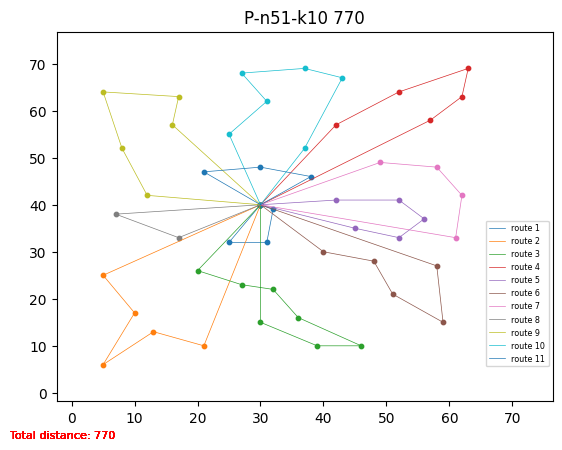 P-n51-k10 770
70
60
50
40
30
20
10
0
0 10 20 30 40 50 60 70
route 1
route 2
route 3
route 4
route 5
route 6
route 7
route 8
route 9
route 10
route 11
Total distance: 770